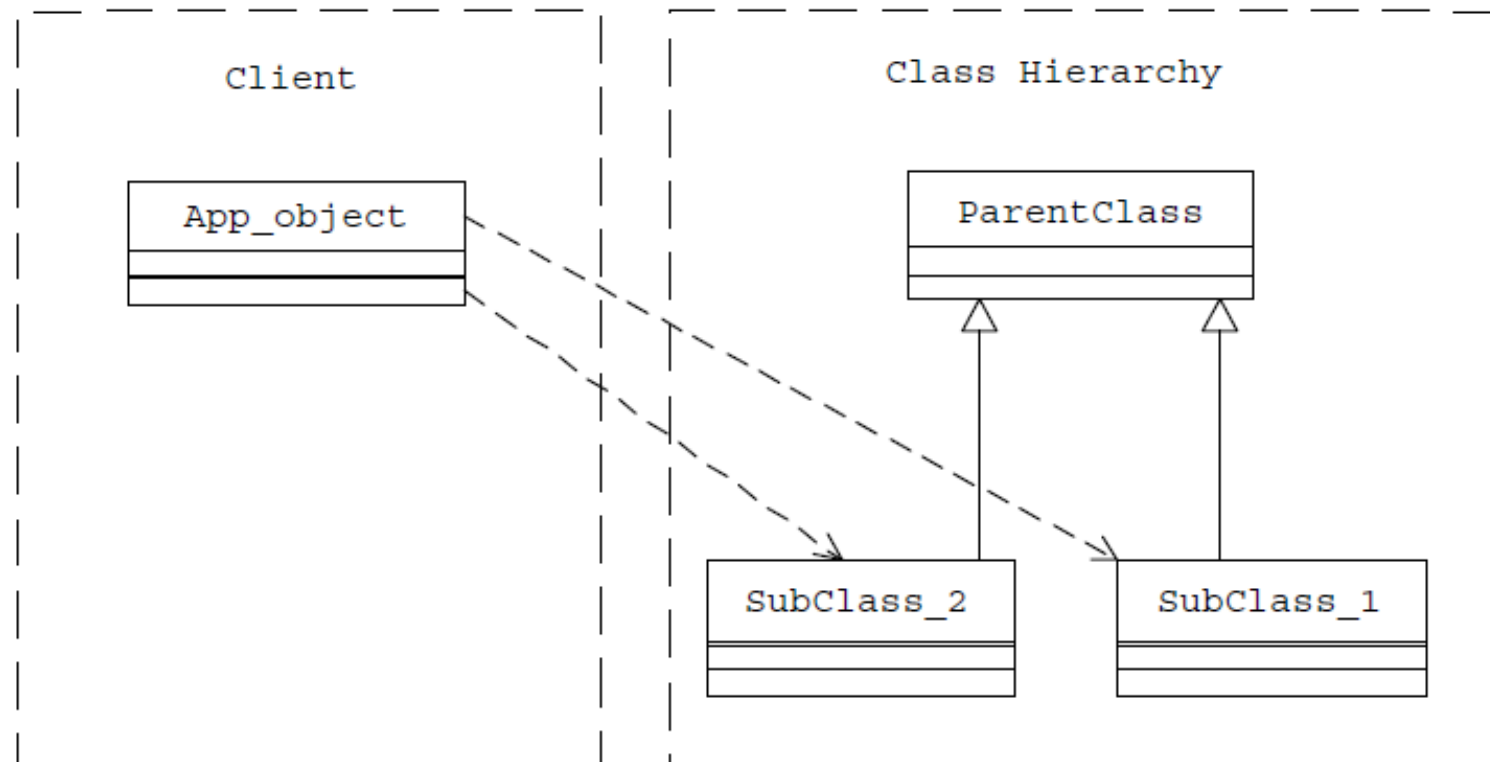 Client
Class Hierarchy
App_object
ParentClass
SubClass_2
SubClass_1